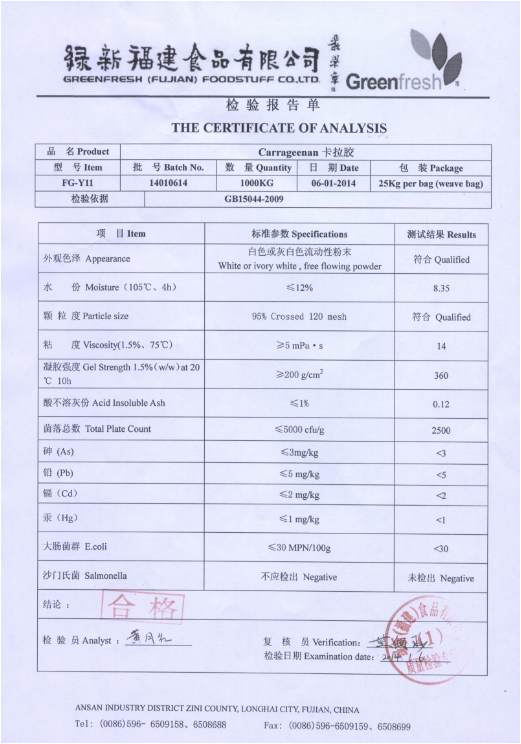 绿新福建食品有限公司
GREENFRESH (FUJIAN) FOODSTUFF CO.,LTD.
Greenfresh
检 验 报 告 单
THE CERTIFICATE OF ANALYSIS
品 名 Product Carrageenan 卡拉胶
型 号 Item 批 号 Batch No. 数 量 Quantity 日 期 Date 包 装 Package
FG-Y11 14010614 1000KG 06-01-2014 25Kg per bag (weave bag)
检验依据 GB15044-2009
项 目 Item 标准参数 Specifications 测试结果 Results
外观色泽 Appearance 白色或灰白色流动性粉末 符合 Qualified
White or ivory white , free flowing powder
水 份 Moisture（105℃、4h） ≤12% 8.35
颗 粒 度 Particle size 95% Crossed 120 mesh 符合 Qualified
粘 度 Viscosity(1.5%、75℃) ≥5 mPa·s 14
凝胶强度 Gel Strength 1.5%(w/w)at 20 ≥200 g/cm² 360
℃ 10h
酸不溶灰份 Acid Insoluble Ash ≤1% 0.12
菌落总数 Total Plate Count ≤5000 cfu/g 2500
砷 (As) ≤3mg/kg <3
铅 (Pb) ≤5 mg/kg <5
镉（Cd） ≤2 mg/kg <2
汞（Hg） ≤1 mg/kg <1
大肠菌群 E.coli ≤30 MPN/100g <30
沙门氏菌 Salmonella 不应检出 Negative 未检出 Negative
结论： 合格
检 验 员 Analyst： 复 核 员 Verification:
检验日期 Examination date:
ANSAN INDUSTRY DISTRICT ZINI COUNTY, LONGHAI CITY, FUJIAN, CHINA
Tel: (0086)596- 6509158、6508688 Fax: (0086)596-6509159、6508699